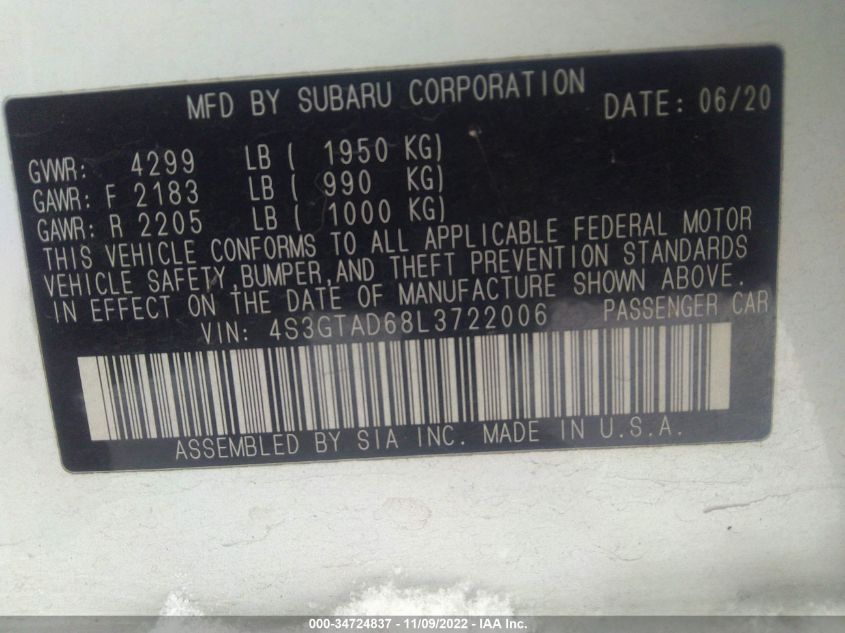 MFD BY SUBARU CORPORATION DATE: 06/20
GVWR: 4299 LB ( 1950 KG)
GAWR: F 2183 LB ( 990 KG)
GAWR: R 2205 LB ( 1000 KG)
THIS VEHICLE CONFORMS TO ALL APPLICABLE FEDERAL MOTOR
VEHICLE SAFETY,BUMPER,AND THEFT PREVENTION STANDARDS
IN EFFECT ON THE DATE OF MANUFACTURE SHOWN ABOVE.
VIN: 4S3GTAD68L3722006 PASSENGER CAR
ASSEMBLED BY SIA INC. MADE IN U.S.A.
000-34724837 - 11/09/2022 - IAA Inc.